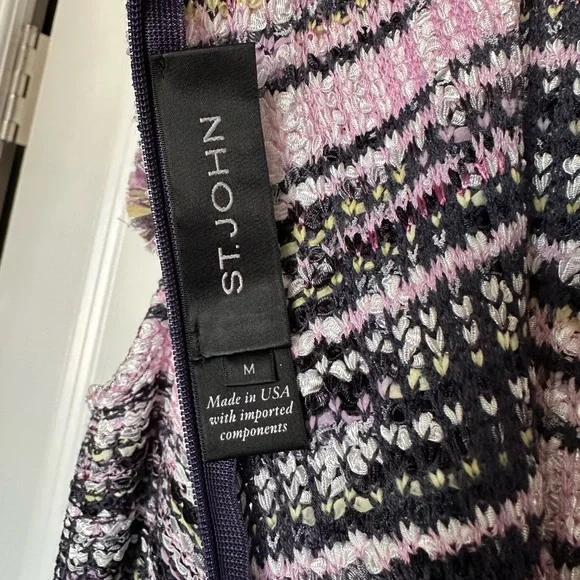 ST. JOHN
M
Made in USA
with imported
components